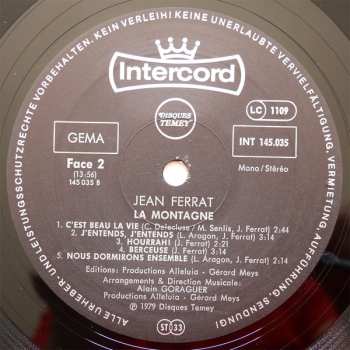 ALLE URHEBER- UND LEISTUNGSSCHUTZRECHTE VORBEHALTEN. KEIN VERLEIH! KEINE UNERLAUBTE VERVIELFÄLTIGUNG, VERMIETUNG, AUFFÜHRUNG, SENDUNG!
Intercord
DISQUES
TEMEY
LC 1109
GEMA
INT 145.035
Face 2
(13:56)
145 035 B
Mono/Stéréo
JEAN FERRAT
LA MONTAGNE
1. C'EST BEAU LA VIE (C. Delecluse/M. Senlis, J. Ferrat) 2:44
2. J'ENTENDS, J'ENTENDS (L. Aragon, J. Ferrat) 3:14
3. HOURRAH! (J. Ferrat) 2:41
4. BERCEUSE (J. Ferrat) 2:14
5. NOUS DORMIRONS ENSEMBLE (L. Aragon, J. Ferrat) 3:14
Editions: Productions Alleluia - Gérard Meys
Arrangements & Direction Musicale:
Alain GORAGUER
Productions Alleluia - Gérard Meys
℗ 1979 Disques Temey
ST 33